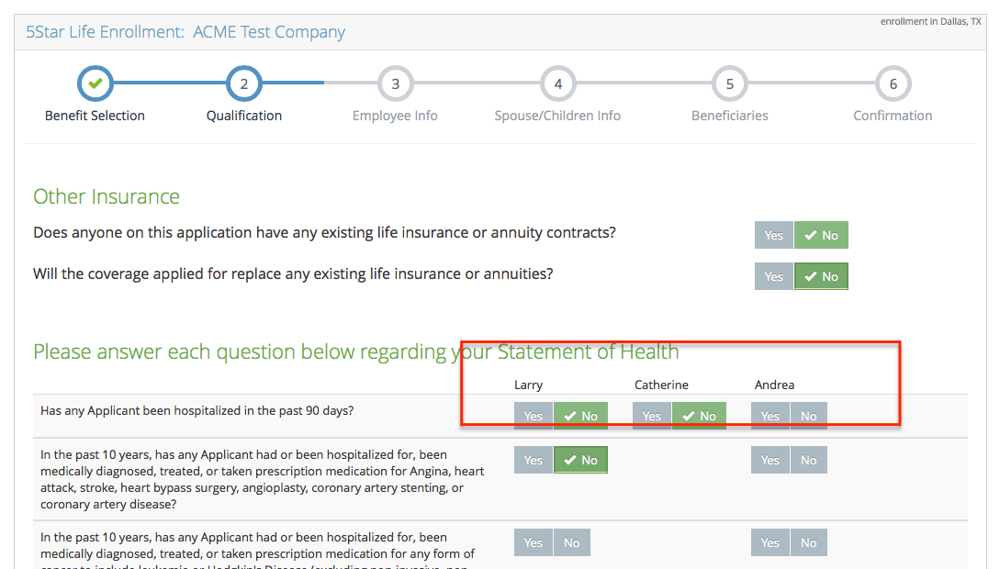 enrollment in Dallas, TX
5Star Life Enrollment: ACME Test Company
2 3 4 5 6
Benefit Selection Qualification Employee Info Spouse/Children Info Beneficiaries Confirmation
Other Insurance
Does anyone on this application have any existing life insurance or annuity contracts? Yes No
Will the coverage applied for replace any existing life insurance or annuities? Yes No
Please answer each question below regarding your Statement of Health
Larry Catherine Andrea
Has any Applicant been hospitalized in the past 90 days? Yes No Yes No Yes No
In the past 10 years, has any Applicant had or been hospitalized for, been Yes No Yes No
medically diagnosed, treated, or taken prescription medication for Angina, heart
attack, stroke, heart bypass surgery, angioplasty, coronary artery stenting, or
coronary artery disease?
In the past 10 years, has any Applicant had or been hospitalized for, been Yes No Yes No
medically diagnosed, treated, or taken prescription medication for any form of